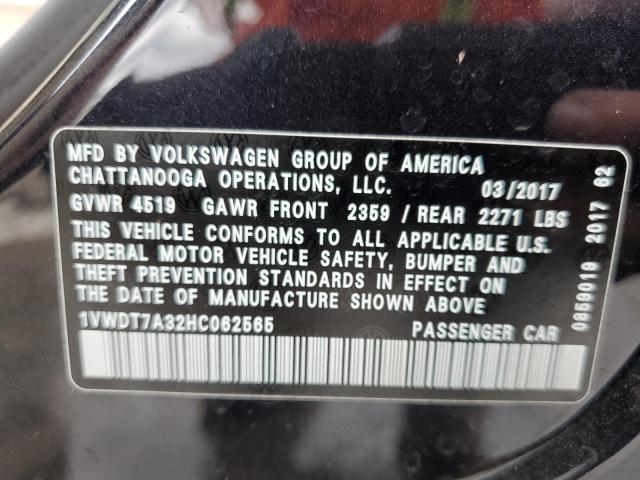 MFD BY VOLKSWAGEN GROUP OF AMERICA
CHATTANOOGA OPERATIONS, LLC. 03/2017
GVWR 4519 GAWR FRONT 2359 / REAR 2271 LBS
THIS VEHICLE CONFORMS TO ALL APPLICABLE U.S.
FEDERAL MOTOR VEHICLE SAFETY, BUMPER AND
THEFT PREVENTION STANDARDS IN EFFECT ON
THE DATE OF MANUFACTURE SHOWN ABOVE
1VWDT7A32HC062565 PASSENGER CAR
0859019 2017 62